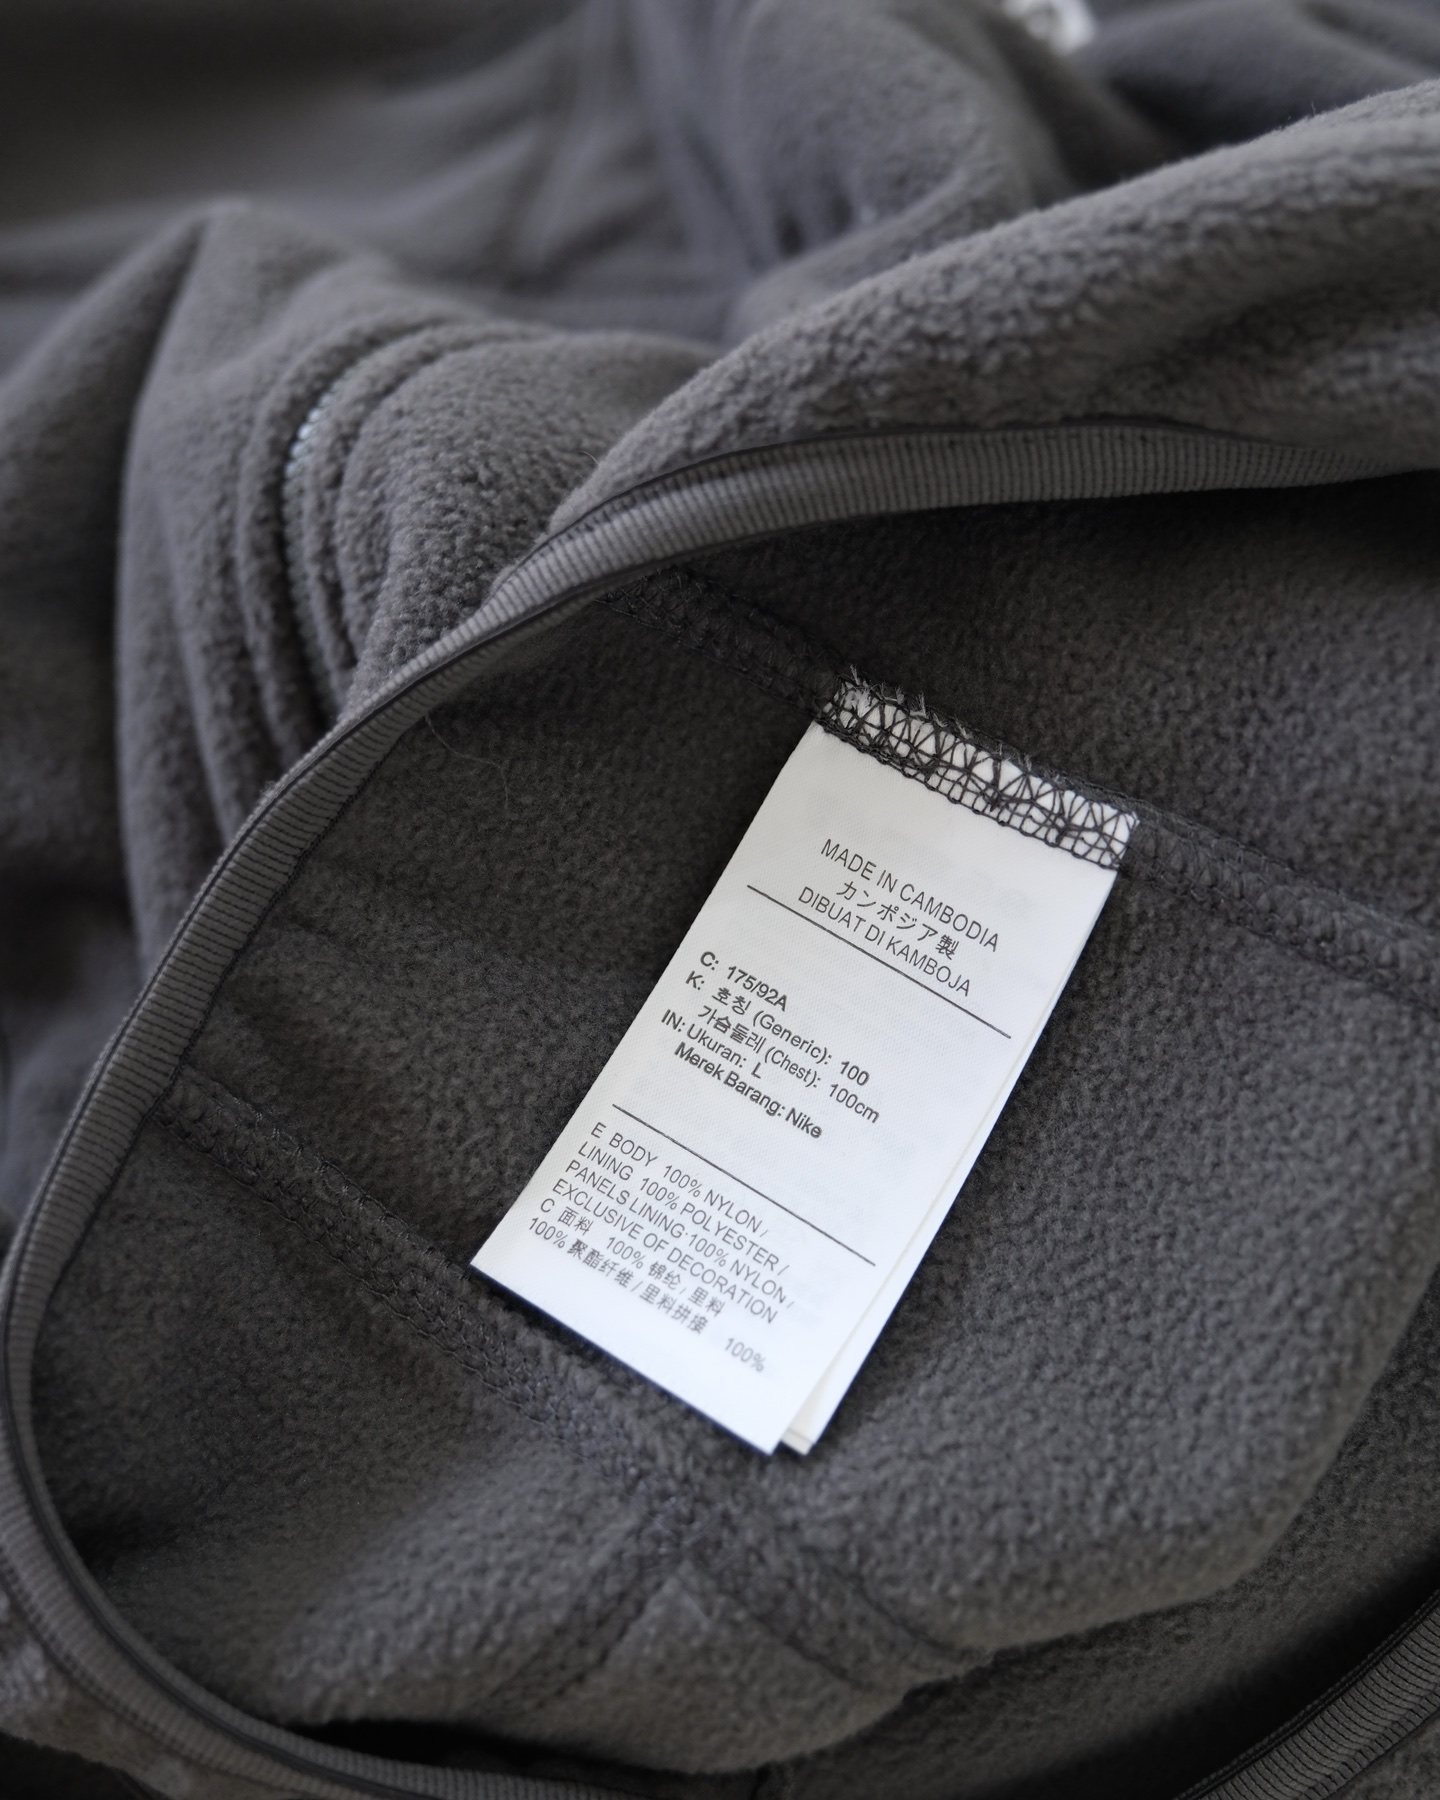 MADE IN CAMBODIA
カンボジア製
DIBUAT DI KAMBOJA
C: 175/92A
K: 호칭 (Generic): 100
가슴둘레 (Chest): 100cm
IN: Ukuran: L
Merek Barang: Nike
E BODY 100% NYLON /
LINING 100% POLYESTER /
PANELS LINING 100% NYLON /
EXCLUSIVE OF DECORATION
C 面料 100% 锦纶 / 里料
100% 聚酯纤维 / 里料拼接 100%